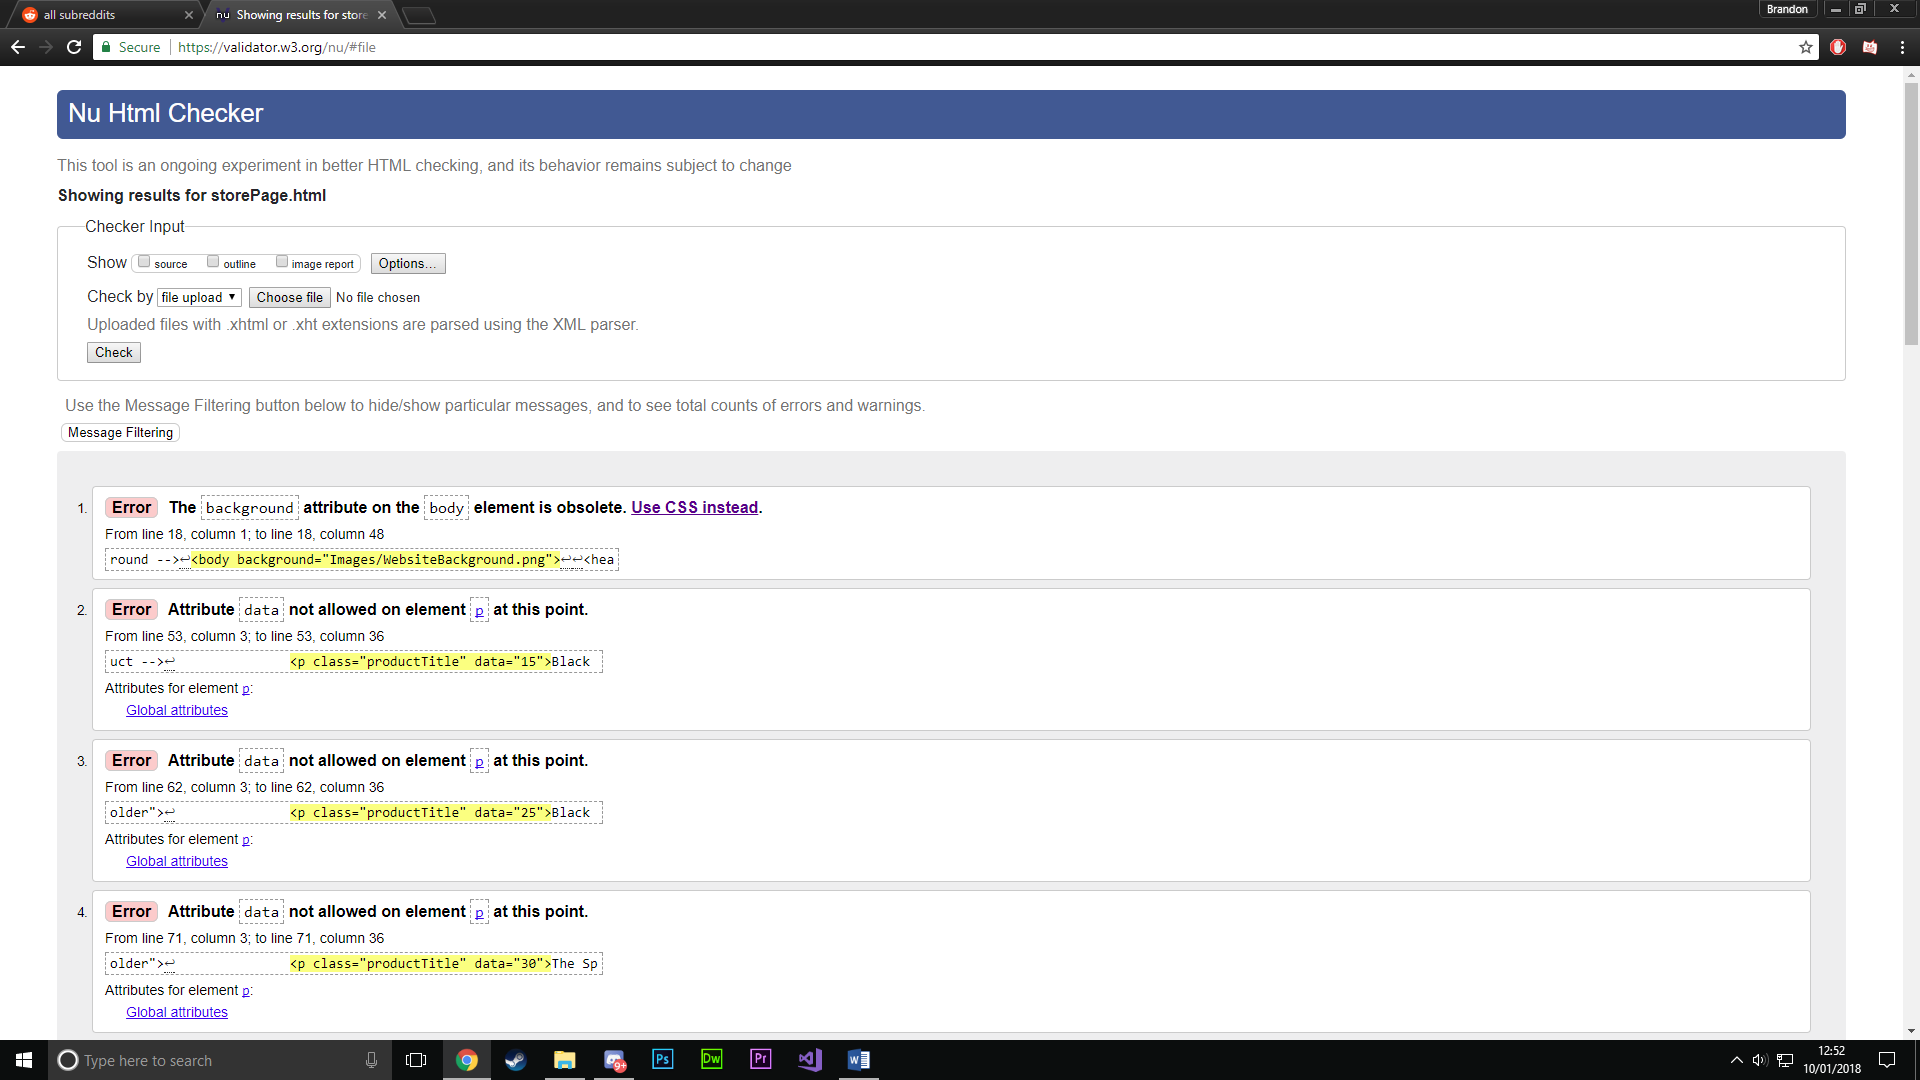 all subreddits
nu Showing results for store
Brandon
Secure https://validator.w3.org/nu/#file
Nu Html Checker
This tool is an ongoing experiment in better HTML checking, and its behavior remains subject to change
Showing results for storePage.html
Checker Input
Show source outline image report Options...
Check by file upload Choose file No file chosen
Uploaded files with .xhtml or .xht extensions are parsed using the XML parser.
Check
Use the Message Filtering button below to hide/show particular messages, and to see total counts of errors and warnings.
Message Filtering
1. Error The background attribute on the body element is obsolete. Use CSS instead.
From line 18, column 1; to line 18, column 48
round -->↩<body background="Images/WebsiteBackground.png">↩↩<hea
2. Error Attribute data not allowed on element p at this point.
From line 53, column 3; to line 53, column 36
uct -->↩ <p class="productTitle" data="15">Black
Attributes for element p:
Global attributes
3. Error Attribute data not allowed on element p at this point.
From line 62, column 3; to line 62, column 36
older">↩ <p class="productTitle" data="25">Black
Attributes for element p:
Global attributes
4. Error Attribute data not allowed on element p at this point.
From line 71, column 3; to line 71, column 36
older">↩ <p class="productTitle" data="30">The Sp
Attributes for element p:
Global attributes
Type here to search
9+
Ps
Dw
Pr
12:52
10/01/2018